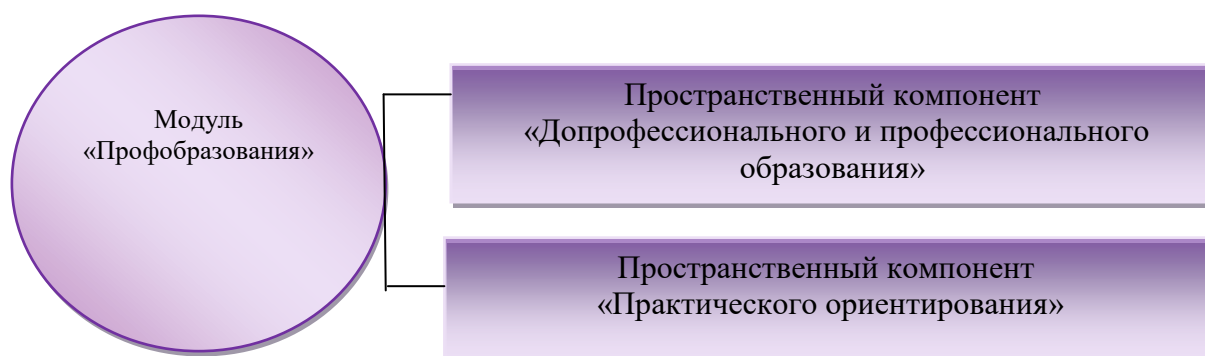 Модуль
«Профобразования»
Пространственный компонент
«Допрофессионального и профессионального
образования»
Пространственный компонент
«Практического ориентирования»